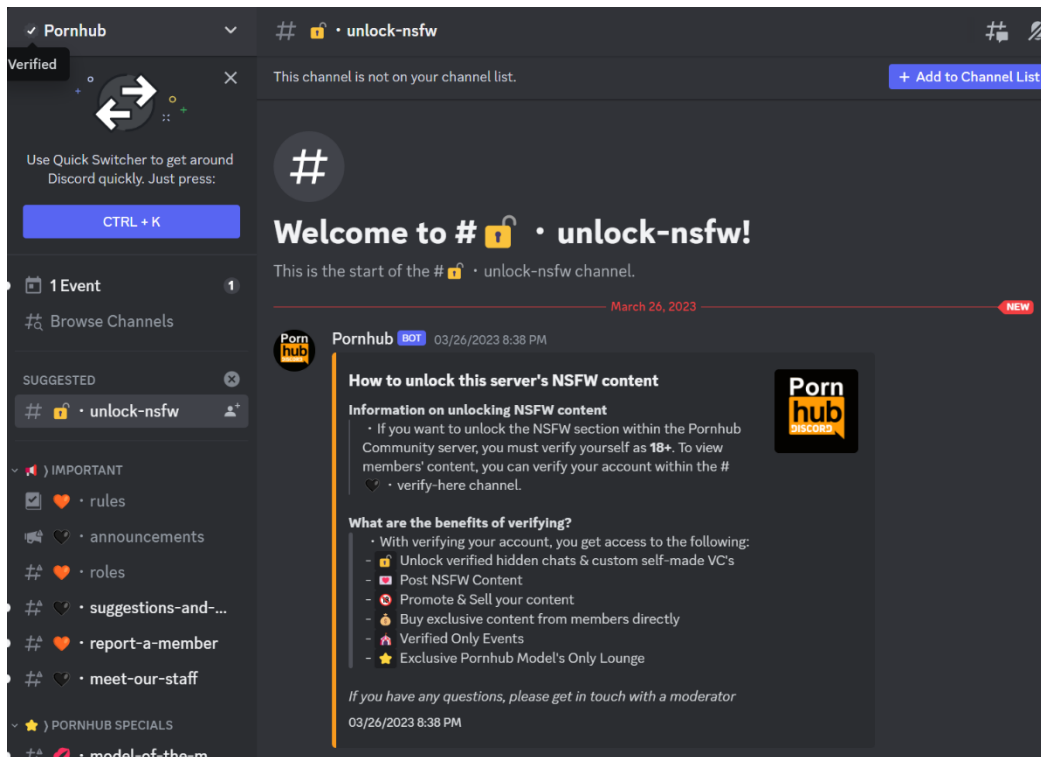 Pornhub
Verified
Use Quick Switcher to get around
Discord quickly. Just press:
CTRL + K
1 Event
1
Browse Channels
SUGGESTED
# 🔓・unlock-nsfw
📢 ) IMPORTANT
🧡・rules
🖤・announcements
🧡・roles
🖤・suggestions-and-...
🧡・report-a-member
🖤・meet-our-staff
⭐ ) PORNHUB SPECIALS
💋・model-of-the-m...
# 🔓・unlock-nsfw
This channel is not on your channel list.
+ Add to Channel List
#
Welcome to # 🔓・unlock-nsfw!
This is the start of the # 🔓・unlock-nsfw channel.
March 26, 2023
NEW
Porn
hub
DISCORD
Pornhub BOT 03/26/2023 8:38 PM
How to unlock this server's NSFW content
Information on unlocking NSFW content
・If you want to unlock the NSFW section within the Pornhub
Community server, you must verify yourself as 18+. To view
members' content, you can verify your account within the #
🖤・verify-here channel.
What are the benefits of verifying?
・With verifying your account, you get access to the following:
- 🔓 Unlock verified hidden chats & custom self-made VC's
- 💌 Post NSFW Content
- 🔞 Promote & Sell your content
- 💰 Buy exclusive content from members directly
- 🎪 Verified Only Events
- ⭐ Exclusive Pornhub Model's Only Lounge
If you have any questions, please get in touch with a moderator
03/26/2023 8:38 PM
Porn
hub
DISCORD